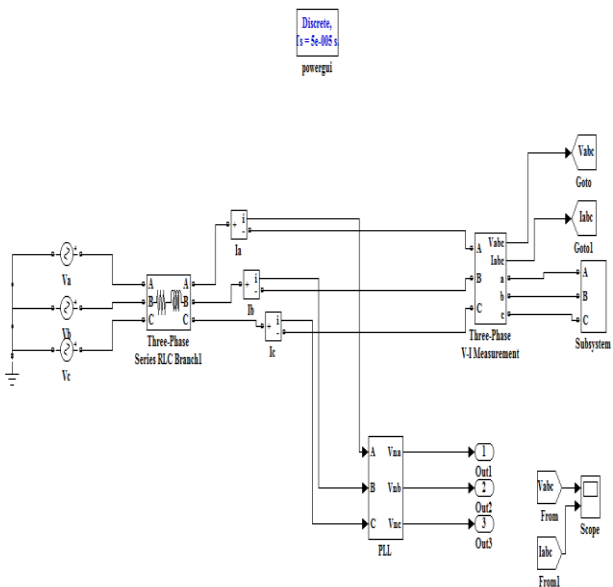 Discrete,
Ts = 5e-005 s.
powergui
Vabc
Goto
Iabc
Goto1
+ i
-
Ia
A Vabc
Iabc
B a
b
C c
Three-Phase
V-I Measurement
A
B
C
Subsystem
Va
Vb
Vc
A A
B B
C C
Three-Phase
Series RLC Branch1
+ i
-
Ib
+ i
-
Ic
A Vna
B Vnb
C Vnc
PLL
1
Out1
2
Out2
3
Out3
Vabc
From
Iabc
From1
Scope